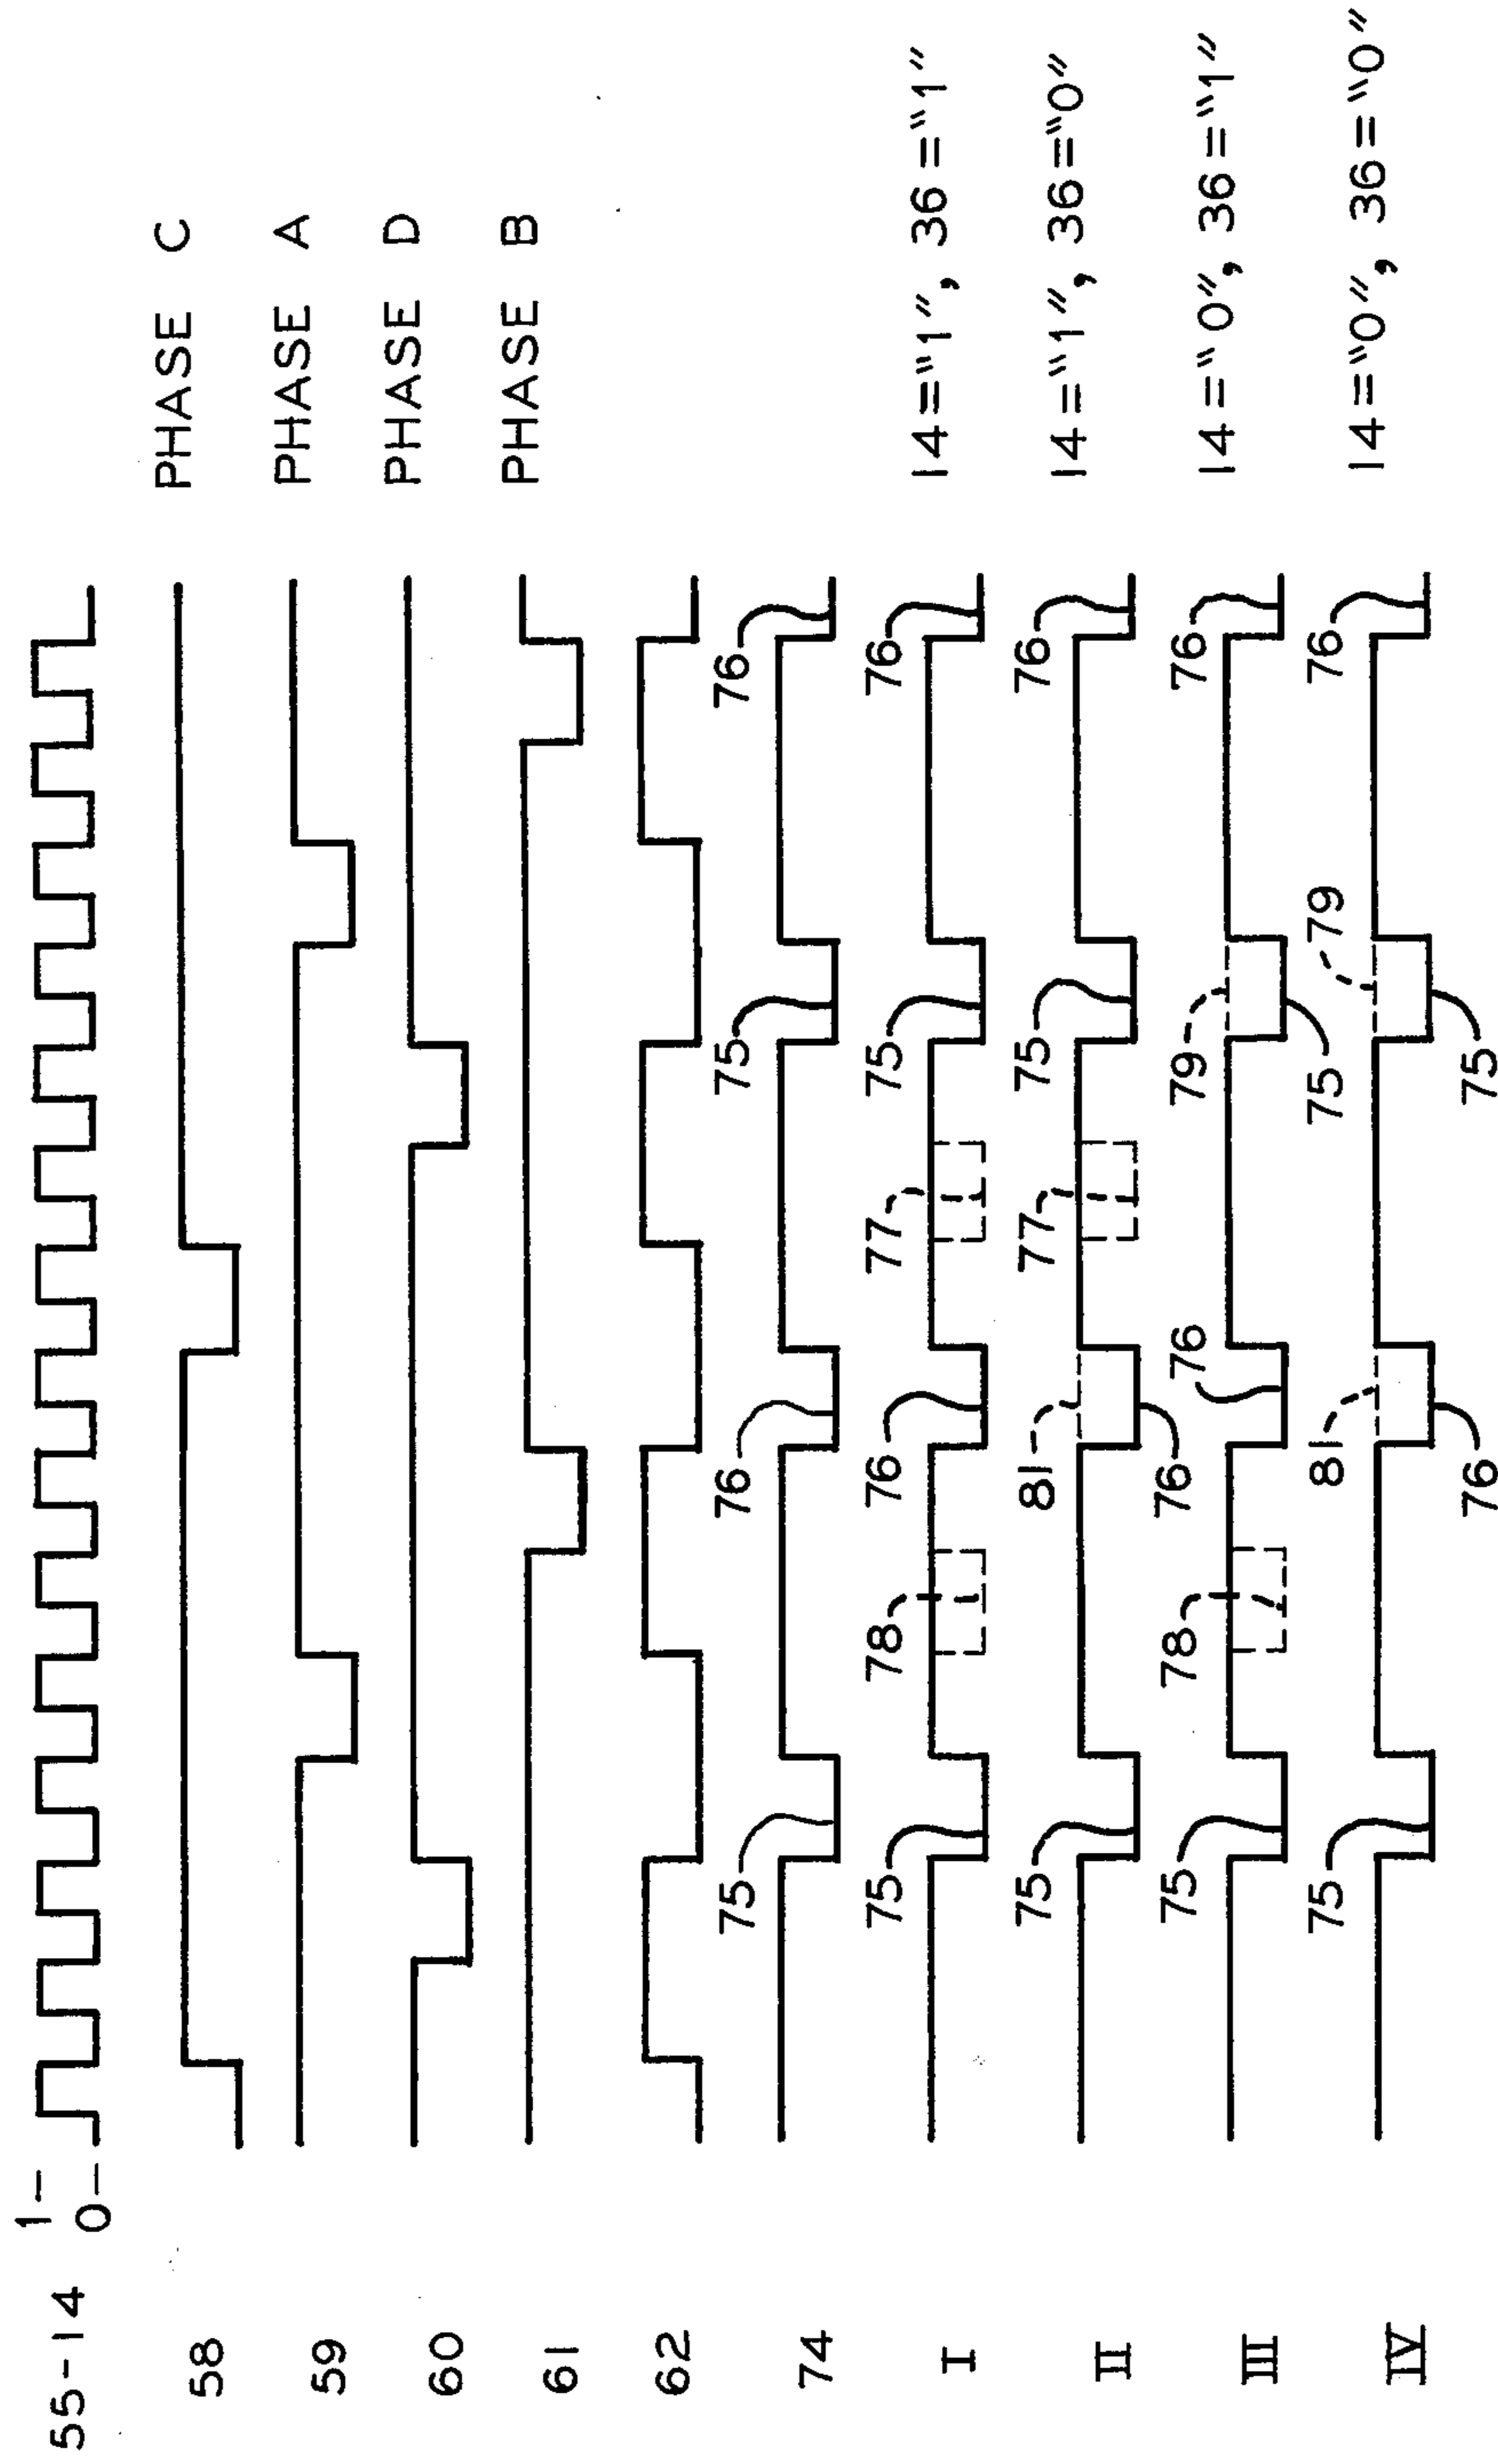 55-14 1 0
58 PHASE C
59 PHASE A
60 PHASE D
61 PHASE B
62
74 75 76 75 76
I 75 78 76 77 75 76 14="1", 36="1"
II 75 81 76 77 75 76 14="1", 36="0"
III 75 78 76 79 75 76 14="0", 36="1"
IV 75 81 76 79 75 76 14="0", 36="0"